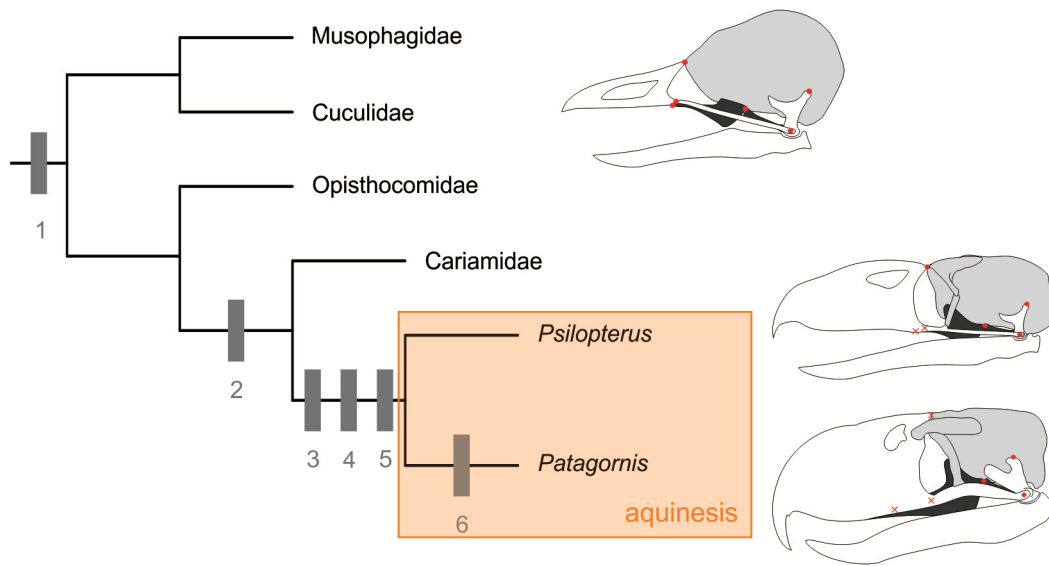 Musophagidae
Cuculidae
1
Opisthocomidae
Cariamidae
2
Psilopterus
3 4 5
Patagornis
6
aquinesis